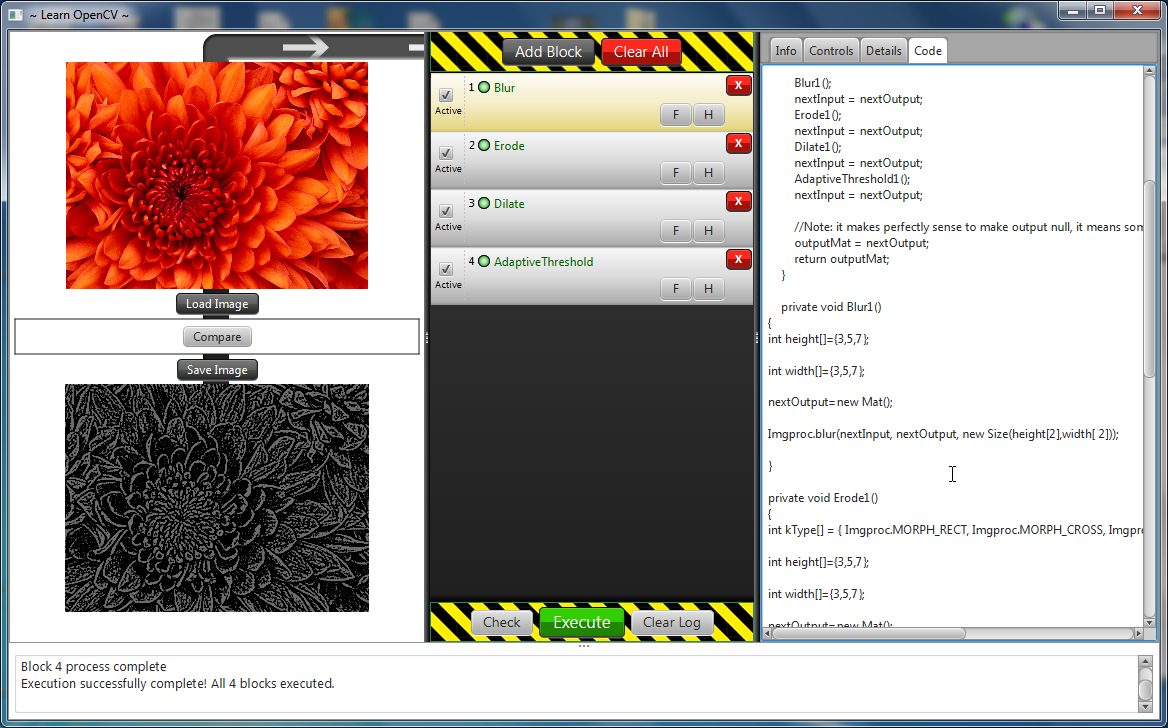 ~ Learn OpenCV ~
Load Image
Compare
Save Image
Add Block
Clear All
1 Blur
X
Active
F H
2 Erode
X
Active
F H
3 Dilate
X
Active
F H
4 AdaptiveThreshold
X
Active
F H
Check
Execute
Clear Log
Info
Controls
Details
Code
Blur1();
nextInput = nextOutput;
Erode1();
nextInput = nextOutput;
Dilate1();
nextInput = nextOutput;
AdaptiveThreshold1();
nextInput = nextOutput;
//Note: it makes perfectly sense to make output null, it means som
outputMat = nextOutput;
return outputMat;
}
private void Blur1()
{
int height[]={3,5,7};
int width[]={3,5,7};
nextOutput=new Mat();
Imgproc.blur(nextInput, nextOutput, new Size(height[2],width[ 2]));
}
private void Erode1()
{
int kType[] = { Imgproc.MORPH_RECT, Imgproc.MORPH_CROSS, Imgpro
int height[]={3,5,7};
int width[]={3,5,7};
nextOutput=new Mat();
Block 4 process complete
Execution successfully complete! All 4 blocks executed.